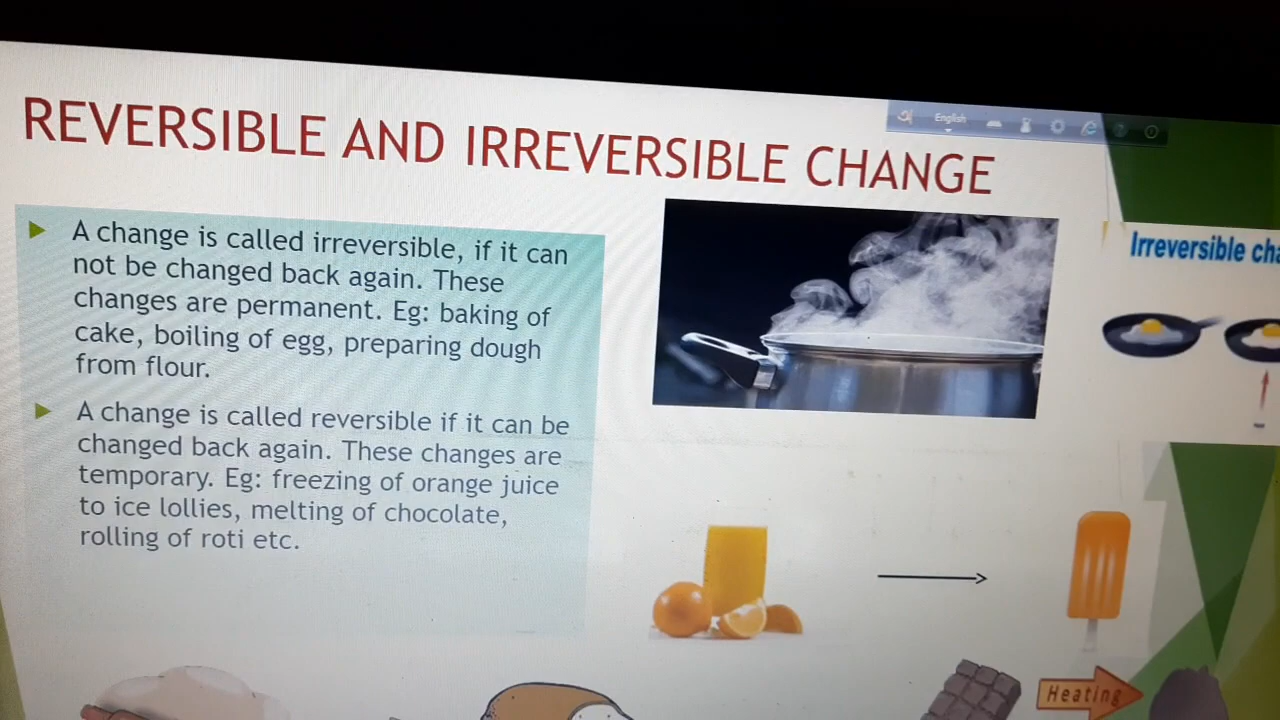 REVERSIBLE AND IRREVERSIBLE CHANGE
English
A change is called irreversible, if it can
not be changed back again. These
changes are permanent. Eg: baking of
cake, boiling of egg, preparing dough
from flour.
A change is called reversible if it can be
changed back again. These changes are
temporary. Eg: freezing of orange juice
to ice lollies, melting of chocolate,
rolling of roti etc.
Irreversible cha
Heating